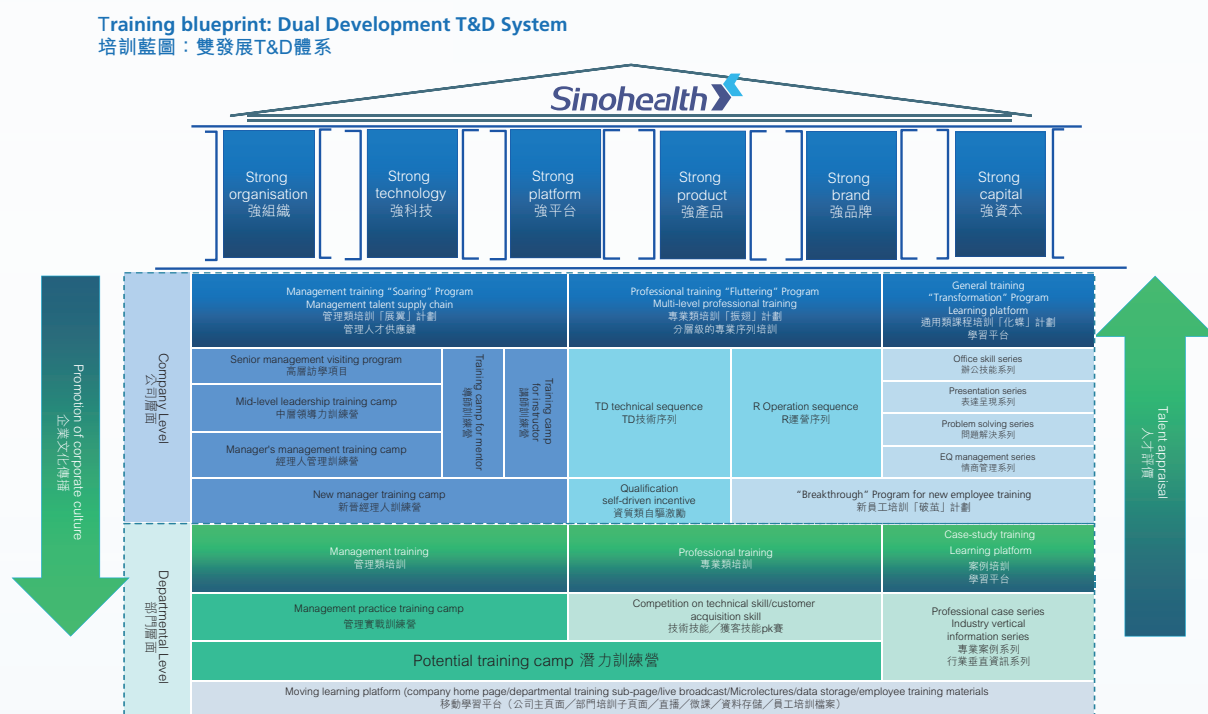 Training blueprint: Dual Development T&D System
培訓藍圖：雙發展T&D體系
Sinohealth
Strong
organisation
強組織
Strong
technology
強科技
Strong
platform
強平台
Strong
product
強產品
Strong
brand
強品牌
Strong
capital
強資本
Promotion of corporate culture
企業文化傳播
Company Level
公司層面
Management training “Soaring” Program
Management talent supply chain
管理類培訓「展翼」計劃
管理人才供應鏈
Professional training “Fluttering” Program
Multi-level professional training
專業類培訓「振翅」計劃
分層級的專業序列培訓
General training
“Transformation” Program
Learning platform
通用類課程培訓「化蝶」計劃
學習平台
Senior management visiting program
高層訪學項目
Mid-level leadership training camp
中層領導力訓練營
Manager's management training camp
經理人管理訓練營
Training camp for mentor
導師訓練營
Training camp
for instructor
講師訓練營
New manager training camp
新晉經理人訓練營
TD technical sequence
TD技術序列
R Operation sequence
R運營序列
Office skill series
辦公技能系列
Presentation series
表達呈現系列
Problem solving series
問題解決系列
EQ management series
情商管理系列
Qualification
self-driven incentive
資質類自驅激勵
“Breakthrough” Program for new employee training
新員工培訓「破茧」計劃
Talent appraisal
人才評價
Departmental Level
部門層面
Management training
管理類培訓
Professional training
專業類培訓
Case-study training
Learning platform
案例培訓
學習平台
Management practice training camp
管理實戰訓練營
Competition on technical skill/customer
acquisition skill
技術技能／獲客技能pk賽
Professional case series
Industry vertical
information series
專業案例系列
行業垂直資訊系列
Potential training camp 潛力訓練營
Moving learning platform (company home page/departmental training sub-page/live broadcast/Microlectures/data storage/employee training materials
移動學習平台（公司主頁面／部門培訓子頁面／直播／微課／資料存儲／員工培訓檔案）